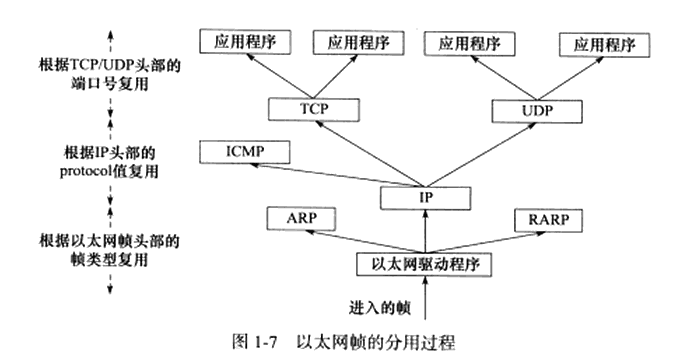 应用程序 应用程序 应用程序 应用程序
根据TCP/UDP头部的
端口号复用
TCP UDP
根据IP头部的
protocol值复用
ICMP
IP
ARP RARP
根据以太网帧头部的
帧类型复用
以太网驱动程序
进入的帧
图 1-7 以太网帧的分用过程